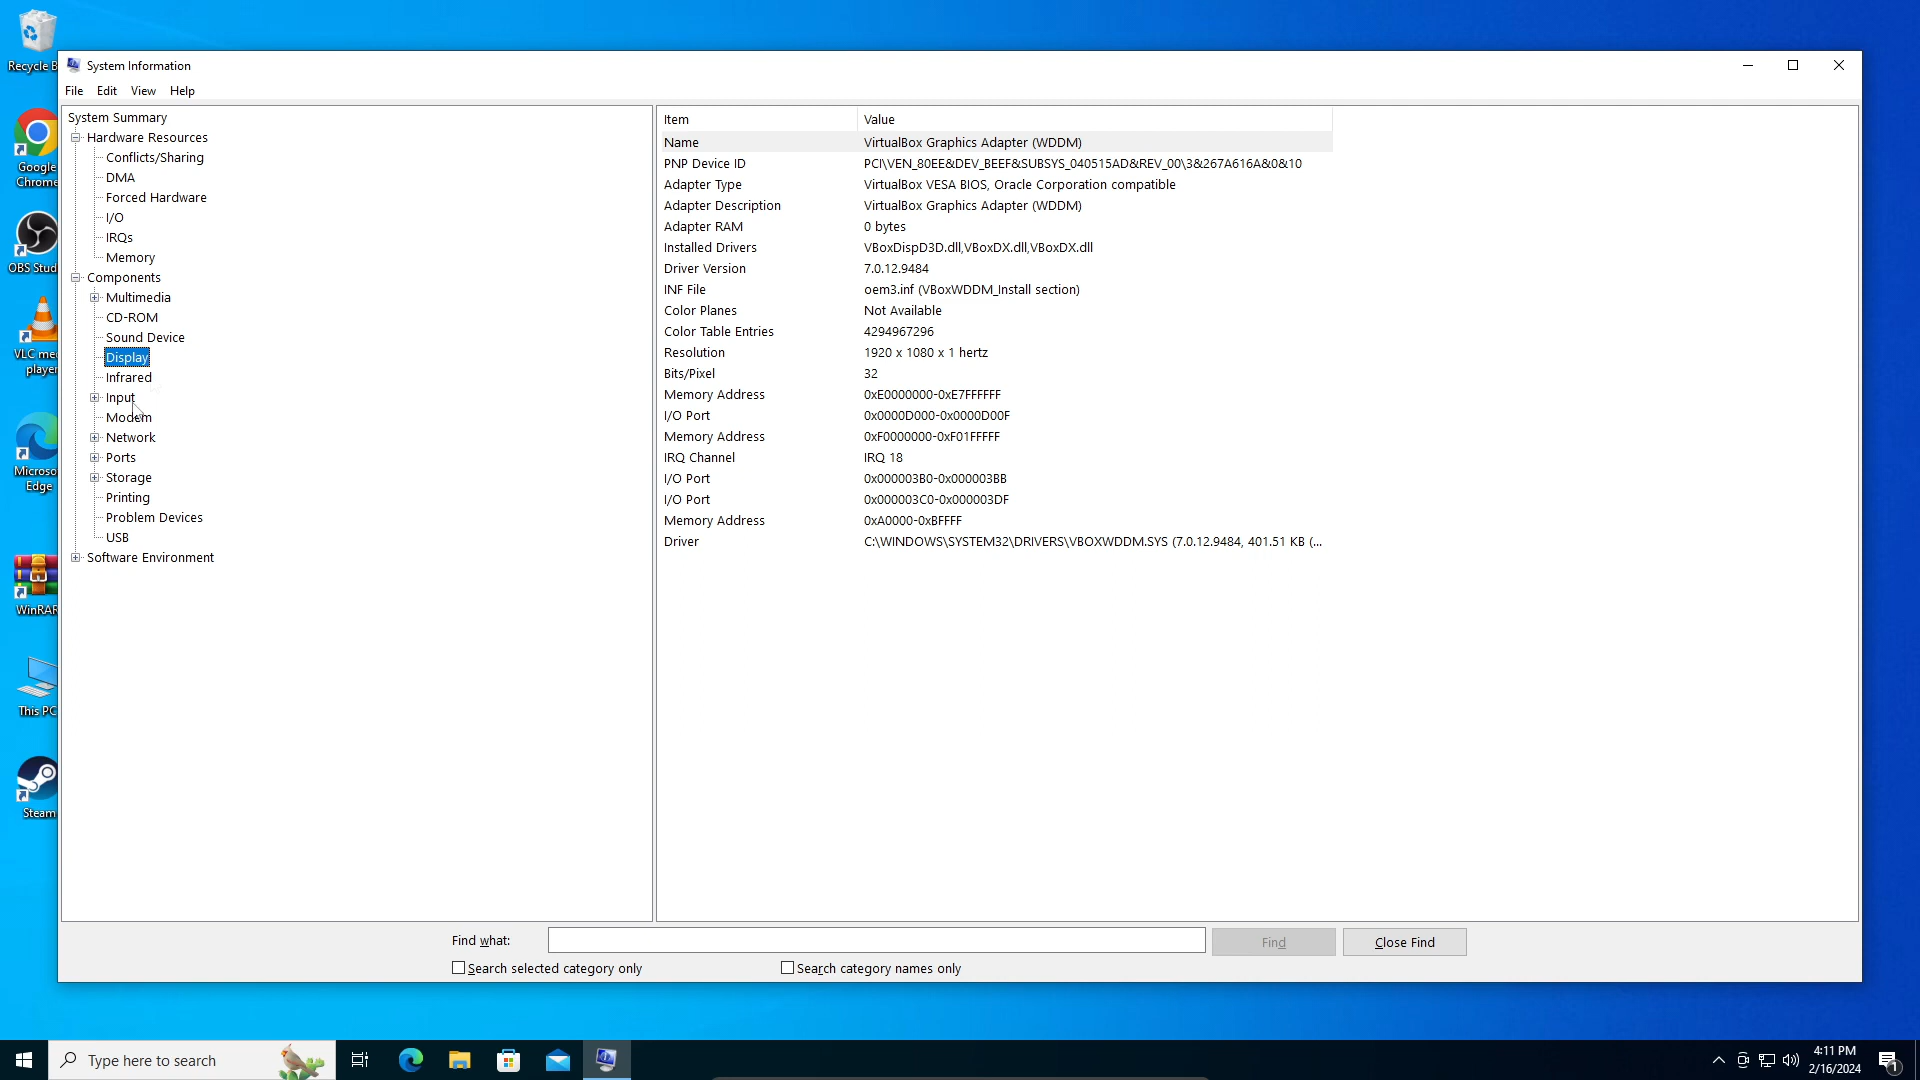 Recycle B
Google
Chrome
OBS Stud
VLC me
player
Microso
Edge
WinRAR
This PC
Steam
System Information
File Edit View Help
System Summary
Hardware Resources
Conflicts/Sharing
DMA
Forced Hardware
I/O
IRQs
Memory
Components
Multimedia
CD-ROM
Sound Device
Display
Infrared
Input
Modem
Network
Ports
Storage
Printing
Problem Devices
USB
Software Environment
Item Value
Name VirtualBox Graphics Adapter (WDDM)
PNP Device ID PCI\VEN_80EE&DEV_BEEF&SUBSYS_040515AD&REV_00\3&267A616A&0&10
Adapter Type VirtualBox VESA BIOS, Oracle Corporation compatible
Adapter Description VirtualBox Graphics Adapter (WDDM)
Adapter RAM 0 bytes
Installed Drivers VBoxDispD3D.dll,VBoxDX.dll,VBoxDX.dll
Driver Version 7.0.12.9484
INF File oem3.inf (VBoxWDDM_Install section)
Color Planes Not Available
Color Table Entries 4294967296
Resolution 1920 x 1080 x 1 hertz
Bits/Pixel 32
Memory Address 0xE0000000-0xE7FFFFFF
I/O Port 0x0000D000-0x0000D00F
Memory Address 0xF0000000-0xF01FFFFF
IRQ Channel IRQ 18
I/O Port 0x000003B0-0x000003BB
I/O Port 0x000003C0-0x000003DF
Memory Address 0xA0000-0xBFFFF
Driver C:\WINDOWS\SYSTEM32\DRIVERS\VBOXWDDM.SYS (7.0.12.9484, 401.51 KB (...
Find what: Find Close Find
Search selected category only Search category names only
Type here to search
4:11 PM
2/16/2024
1